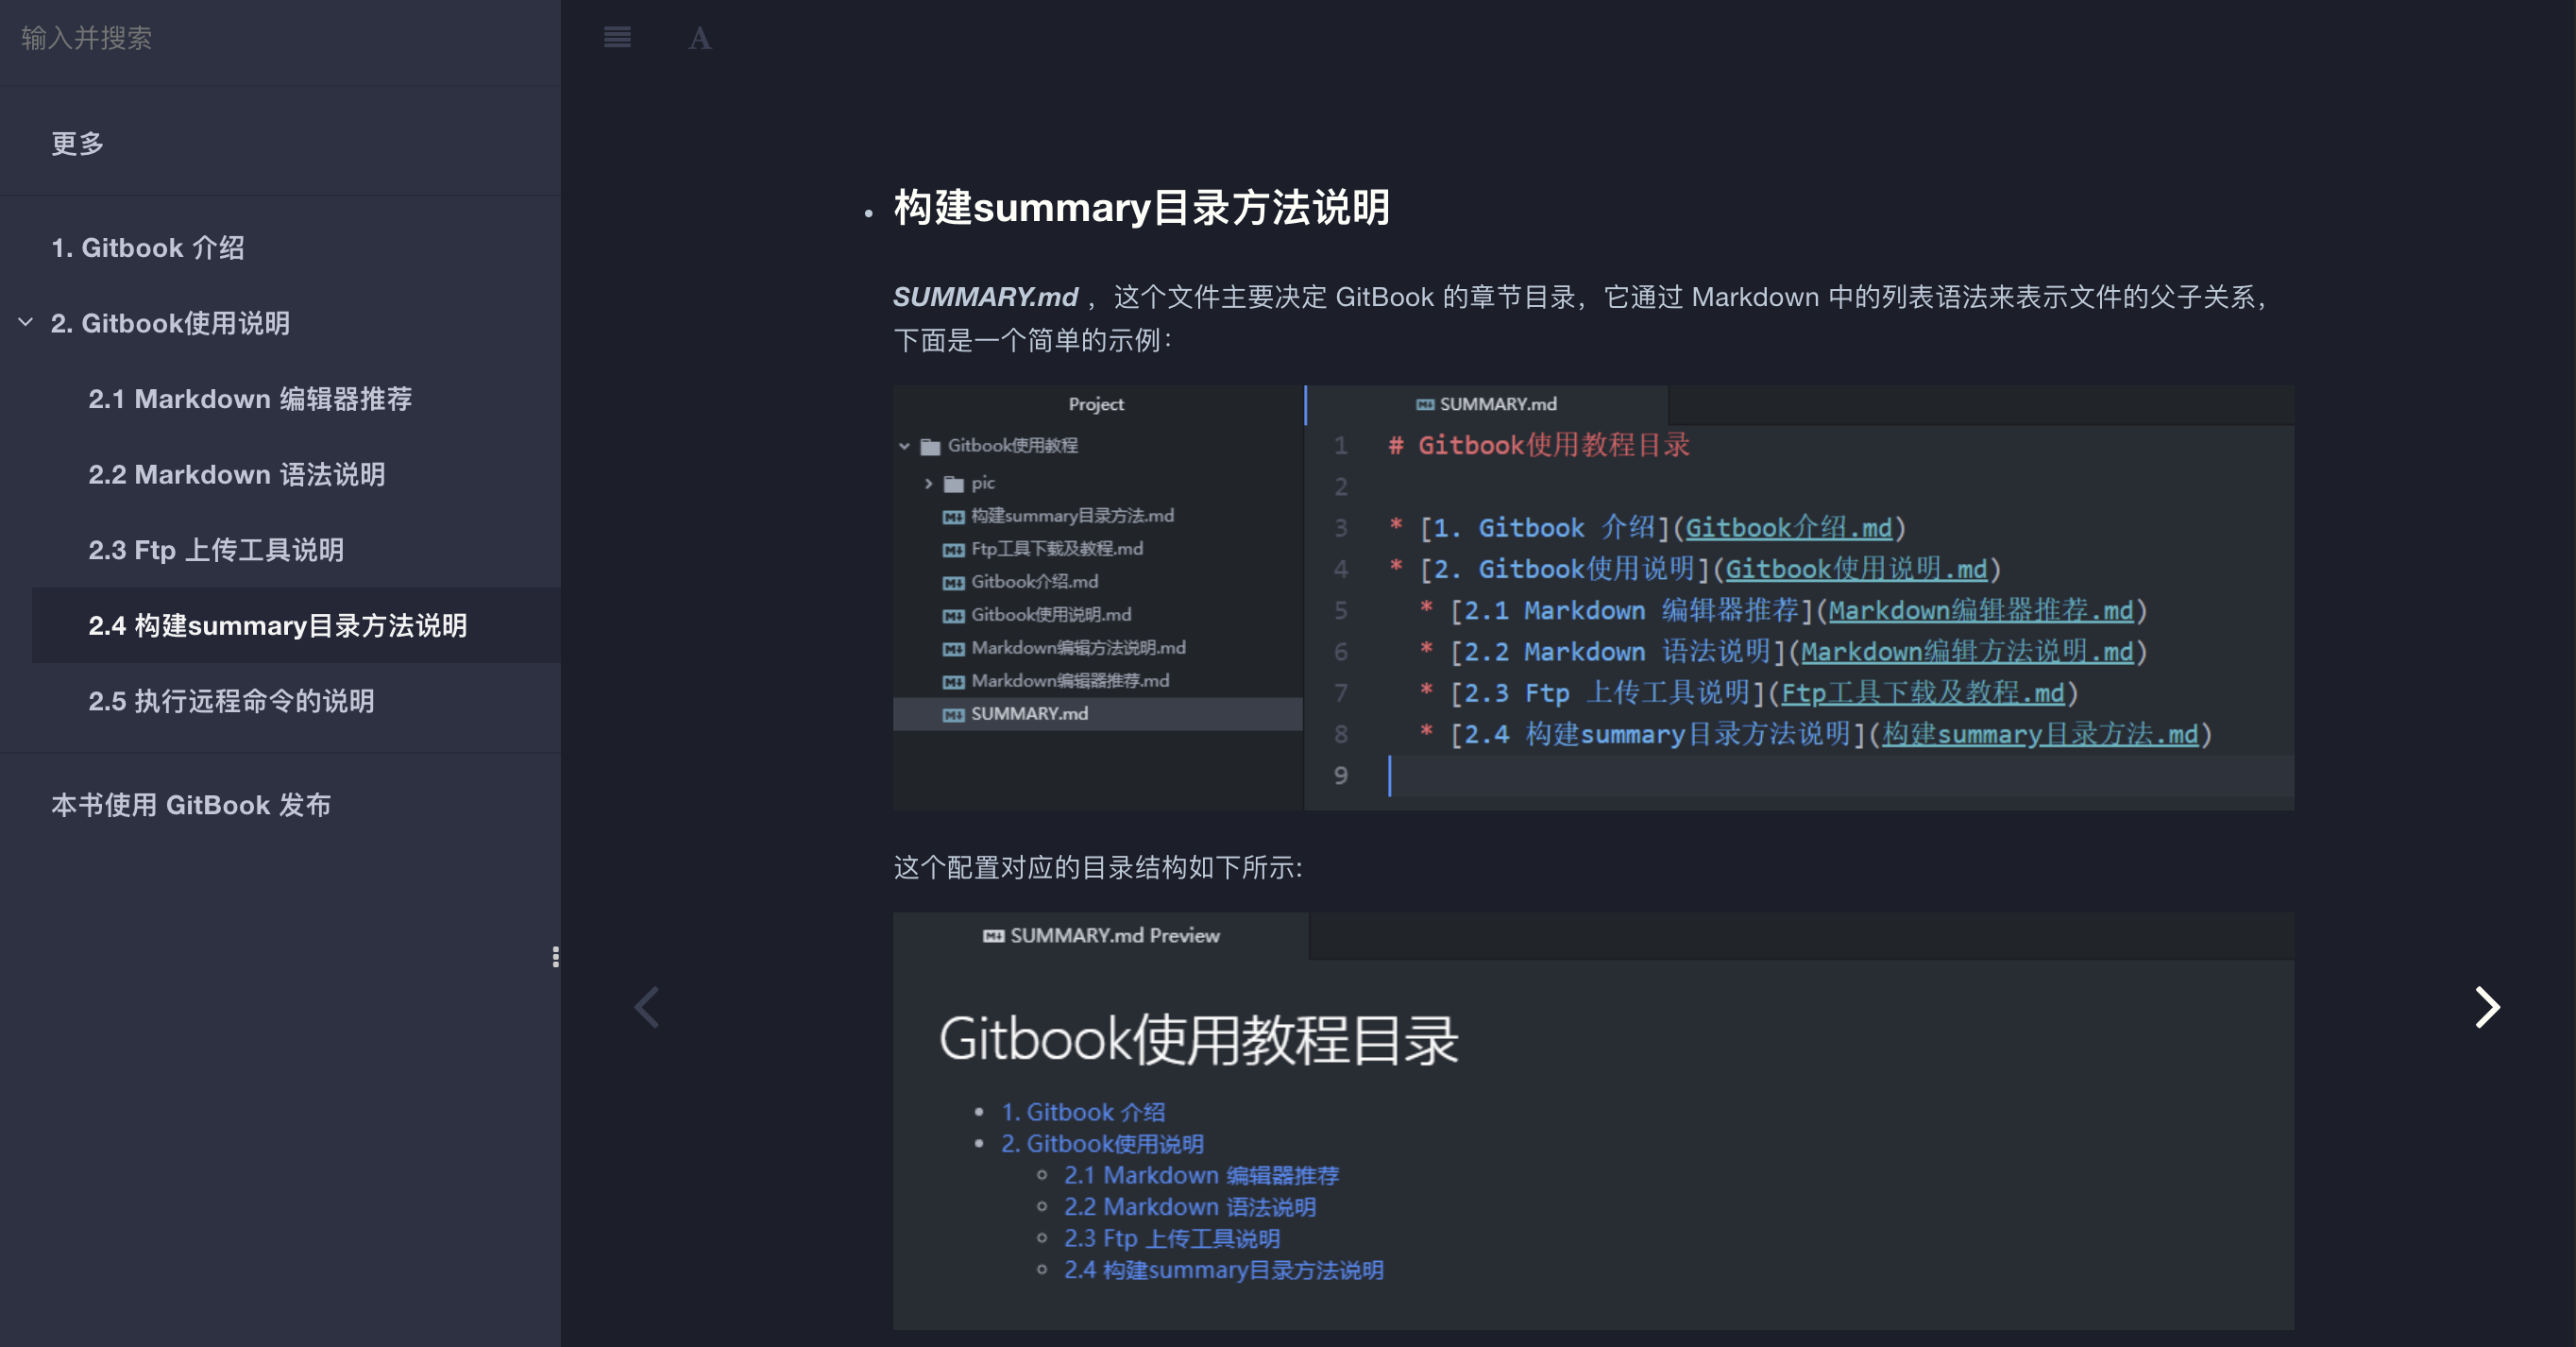 输入并搜索
更多
1. Gitbook 介绍
2. Gitbook使用说明
2.1 Markdown 编辑器推荐
2.2 Markdown 语法说明
2.3 Ftp 上传工具说明
2.4 构建summary目录方法说明
2.5 执行远程命令的说明
本书使用 GitBook 发布
A
• 构建summary目录方法说明
SUMMARY.md ，这个文件主要决定 GitBook 的章节目录，它通过 Markdown 中的列表语法来表示文件的父子关系，
下面是一个简单的示例：
Project
Gitbook使用教程
pic
构建summary目录方法.md
Ftp工具下载及教程.md
Gitbook介绍.md
Gitbook使用说明.md
Markdown编辑方法说明.md
Markdown编辑器推荐.md
SUMMARY.md
SUMMARY.md
1 # Gitbook使用教程目录
2
3 * [1. Gitbook 介绍](Gitbook介绍.md)
4 * [2. Gitbook使用说明](Gitbook使用说明.md)
5 * [2.1 Markdown 编辑器推荐](Markdown编辑器推荐.md)
6 * [2.2 Markdown 语法说明](Markdown编辑方法说明.md)
7 * [2.3 Ftp 上传工具说明](Ftp工具下载及教程.md)
8 * [2.4 构建summary目录方法说明](构建summary目录方法.md)
9
这个配置对应的目录结构如下所示:
SUMMARY.md Preview
Gitbook使用教程目录
• 1. Gitbook 介绍
• 2. Gitbook使用说明
◦ 2.1 Markdown 编辑器推荐
◦ 2.2 Markdown 语法说明
◦ 2.3 Ftp 上传工具说明
◦ 2.4 构建summary目录方法说明